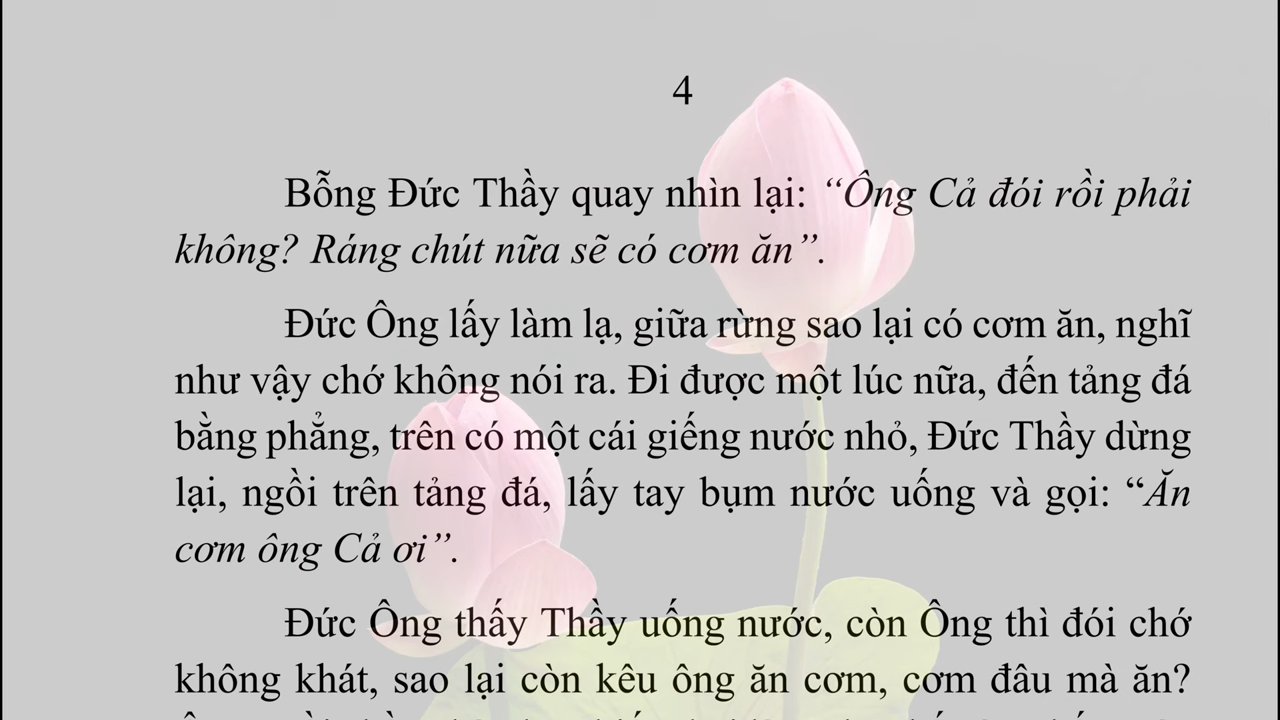 4
Bỗng Đức Thầy quay nhìn lại: “Ông Cả đói rồi phải
không? Ráng chút nữa sẽ có cơm ăn”.
Đức Ông lấy làm lạ, giữa rừng sao lại có cơm ăn, nghĩ
như vậy chớ không nói ra. Đi được một lúc nữa, đến tảng đá
bằng phẳng, trên có một cái giếng nước nhỏ, Đức Thầy dừng
lại, ngồi trên tảng đá, lấy tay bụm nước uống và gọi: “Ăn
cơm ông Cả ơi”.
Đức Ông thấy Thầy uống nước, còn Ông thì đói chớ
không khát, sao lại còn kêu ông ăn cơm, cơm đâu mà ăn?